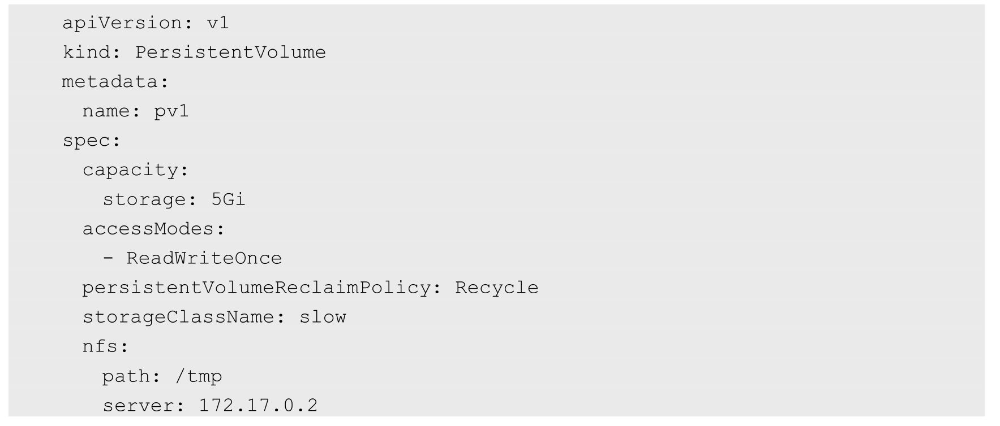 apiVersion: v1
kind: PersistentVolume
metadata:
  name: pv1
spec:
  capacity:
    storage: 5Gi
  accessModes:
    - ReadWriteOnce
  persistentVolumeReclaimPolicy: Recycle
  storageClassName: slow
  nfs:
    path: /tmp
    server: 172.17.0.2